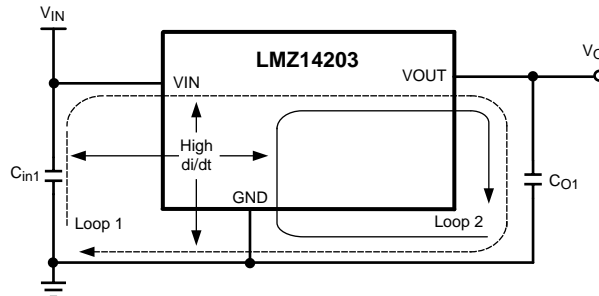 VIN
LMZ14203
VIN
VOUT
High
di/dt
Cin1
CO1
GND
Loop 1
Loop 2